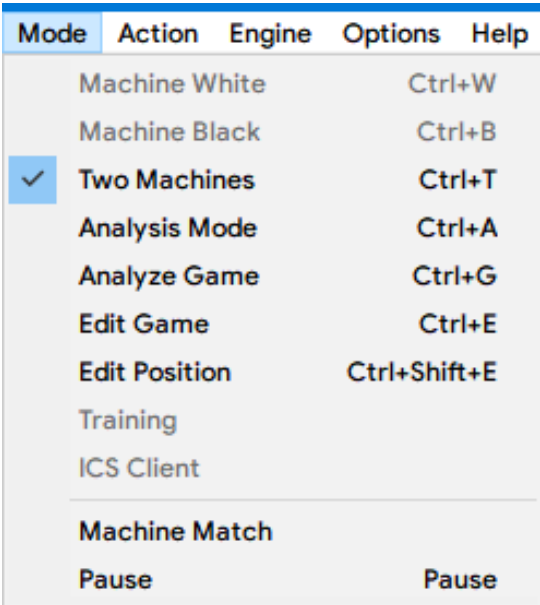 Mode Action Engine Options Help
Machine White Ctrl+W
Machine Black Ctrl+B
Two Machines Ctrl+T
Analysis Mode Ctrl+A
Analyze Game Ctrl+G
Edit Game Ctrl+E
Edit Position Ctrl+Shift+E
Training
ICS Client
Machine Match
Pause Pause